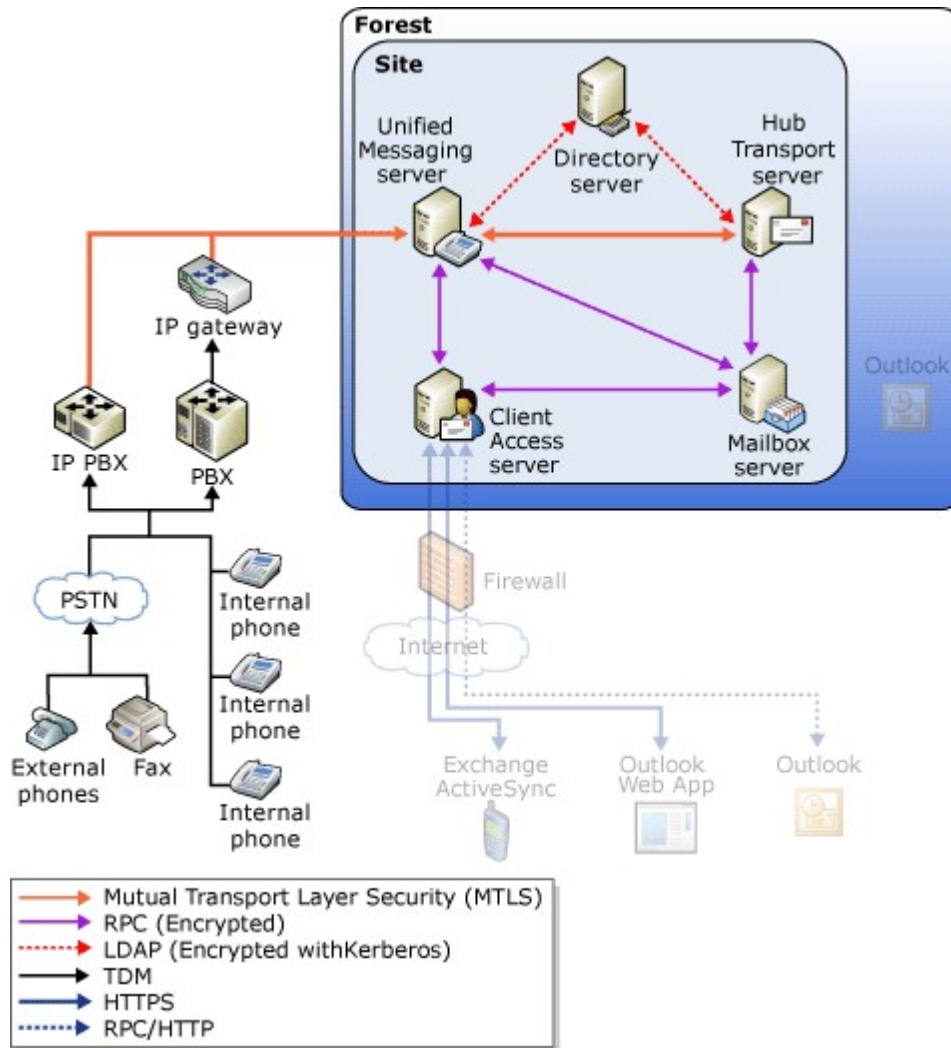 Forest
Site
Unified
Messaging
server
Directory
server
Hub
Transport
server
IP gateway
IP PBX
PBX
Client
Access
server
Mailbox
server
Outlook
PSTN
Internal
phone
Internal
phone
Internal
phone
External
phones
Fax
Firewall
Internet
Exchange
ActiveSync
Outlook
Web App
Outlook
Mutual Transport Layer Security (MTLS)
RPC (Encrypted)
LDAP (Encrypted withKerberos)
TDM
HTTPS
RPC/HTTP